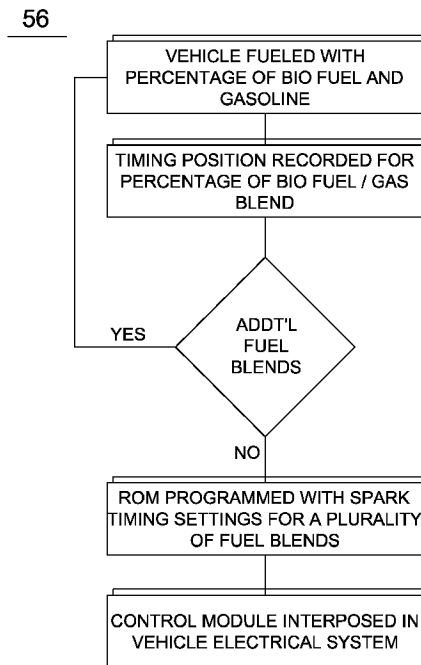 56
VEHICLE FUELED WITH
PERCENTAGE OF BIO FUEL AND
GASOLINE
TIMING POSITION RECORDED FOR
PERCENTAGE OF BIO FUEL / GAS
BLEND
YES
ADDT'L
FUEL
BLENDS
NO
ROM PROGRAMMED WITH SPARK
TIMING SETTINGS FOR A PLURALITY
OF FUEL BLENDS
CONTROL MODULE INTERPOSED IN
VEHICLE ELECTRICAL SYSTEM